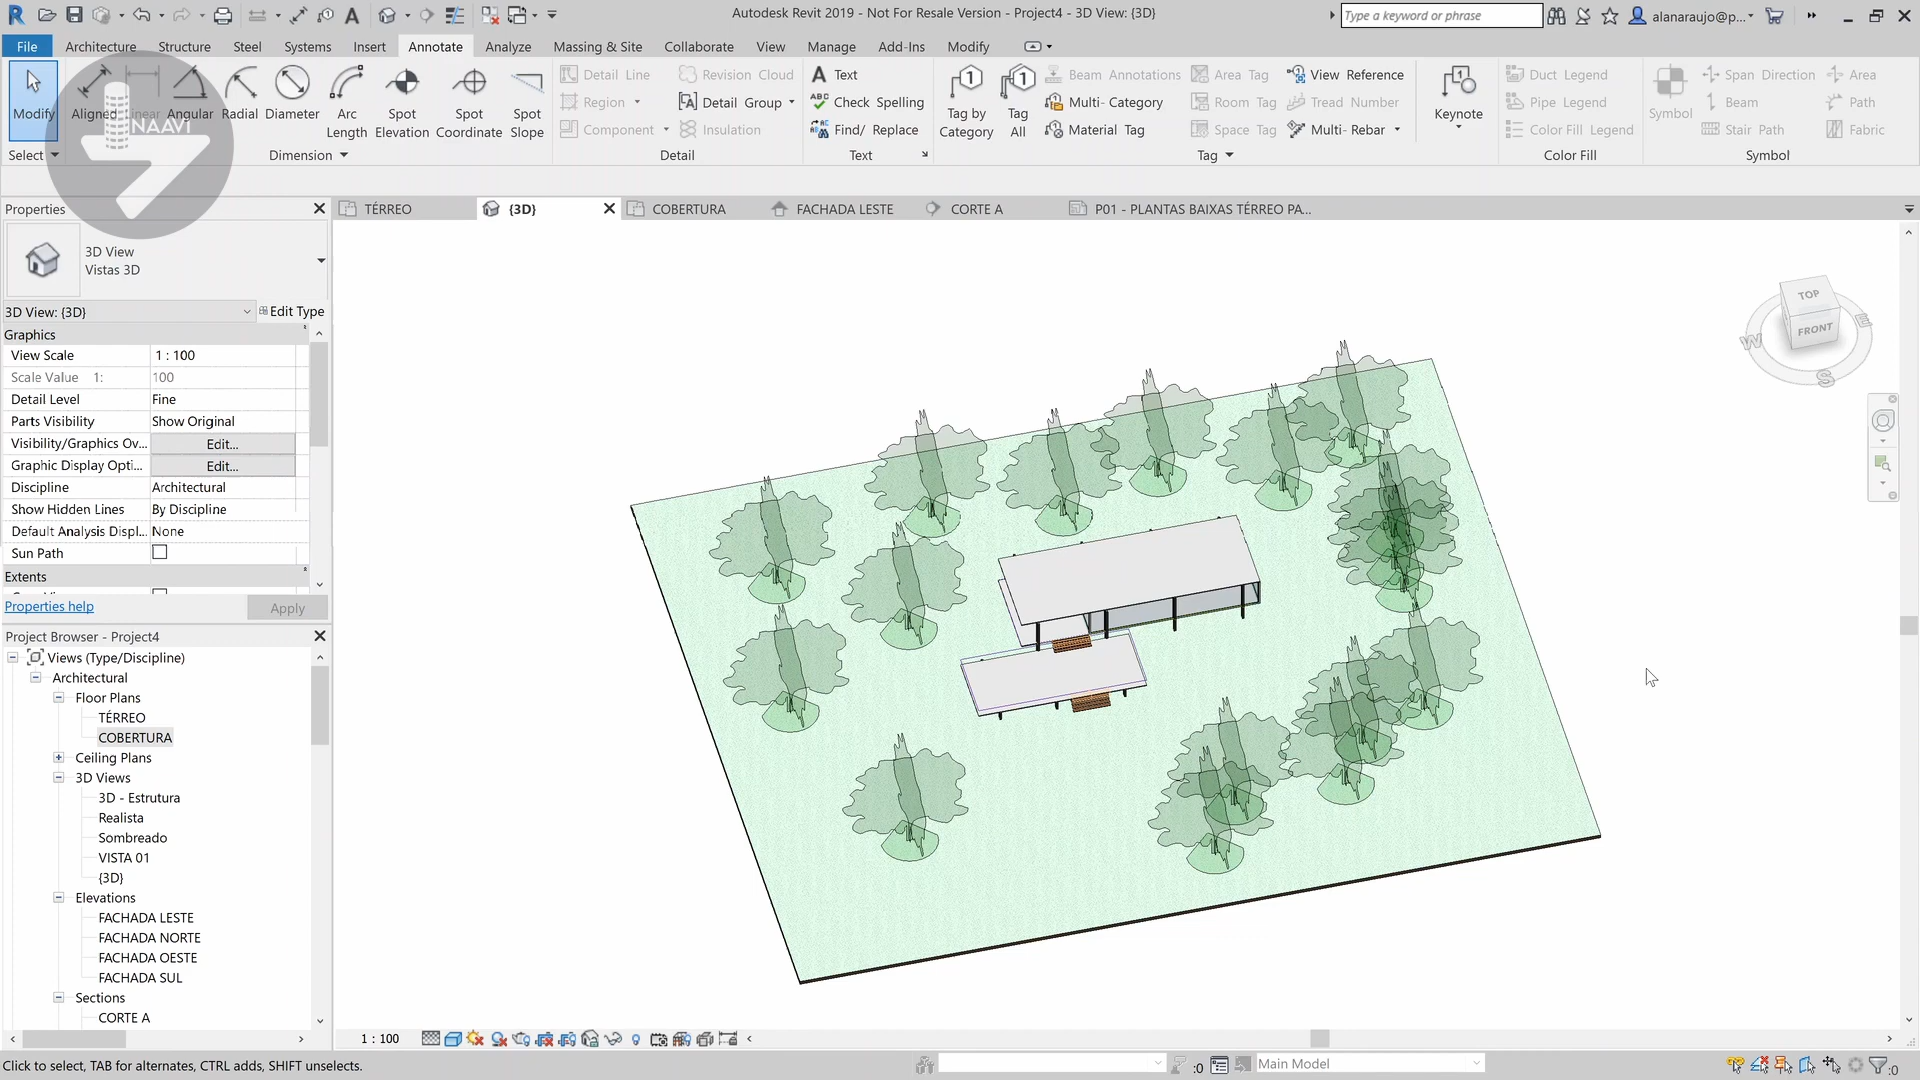 Autodesk Revit 2019 - Not For Resale Version - Project4 - 3D View: {3D}
Type a keyword or phrase
alanaraujo@p...
File Architecture Structure Steel Systems Insert Annotate Analyze Massing & Site Collaborate View Manage Add-Ins Modify
Modify
Aligned
Linear
Angular
Radial
Diameter
Arc Length
Spot Elevation
Spot Coordinate
Spot Slope
Detail Line
Region
Component
Revision Cloud
Detail Group
Insulation
Text
Check Spelling
Find/ Replace
Tag by Category
Tag All
Beam Annotations
Multi- Category
Material Tag
Area Tag
Room Tag
Space Tag
View Reference
Tread Number
Multi- Rebar
Keynote
Duct Legend
Pipe Legend
Color Fill Legend
Symbol
Span Direction
Beam
Stair Path
Area
Path
Fabric
NAAVi
Select Dimension Detail Text Tag Color Fill Symbol
Properties
TÉRREO {3D} COBERTURA FACHADA LESTE CORTE A P01 - PLANTAS BAIXAS TÉRREO PA...
3D View
Vistas 3D
3D View: {3D} Edit Type
Graphics
View Scale 1 : 100
Scale Value 1: 100
Detail Level Fine
Parts Visibility Show Original
Visibility/Graphics Ov... Edit...
Graphic Display Opti... Edit...
Discipline Architectural
Show Hidden Lines By Discipline
Default Analysis Displ... None
Sun Path
Extents
Properties help Apply
Project Browser - Project4
Views (Type/Discipline)
Architectural
Floor Plans
TÉRREO
COBERTURA
Ceiling Plans
3D Views
3D - Estrutura
Realista
Sombreado
VISTA 01
{3D}
Elevations
FACHADA LESTE
FACHADA NORTE
FACHADA OESTE
FACHADA SUL
Sections
CORTE A
TOP
FRONT
W
E
S
1 : 100
Click to select, TAB for alternates, CTRL adds, SHIFT unselects.
:0
Main Model
:0